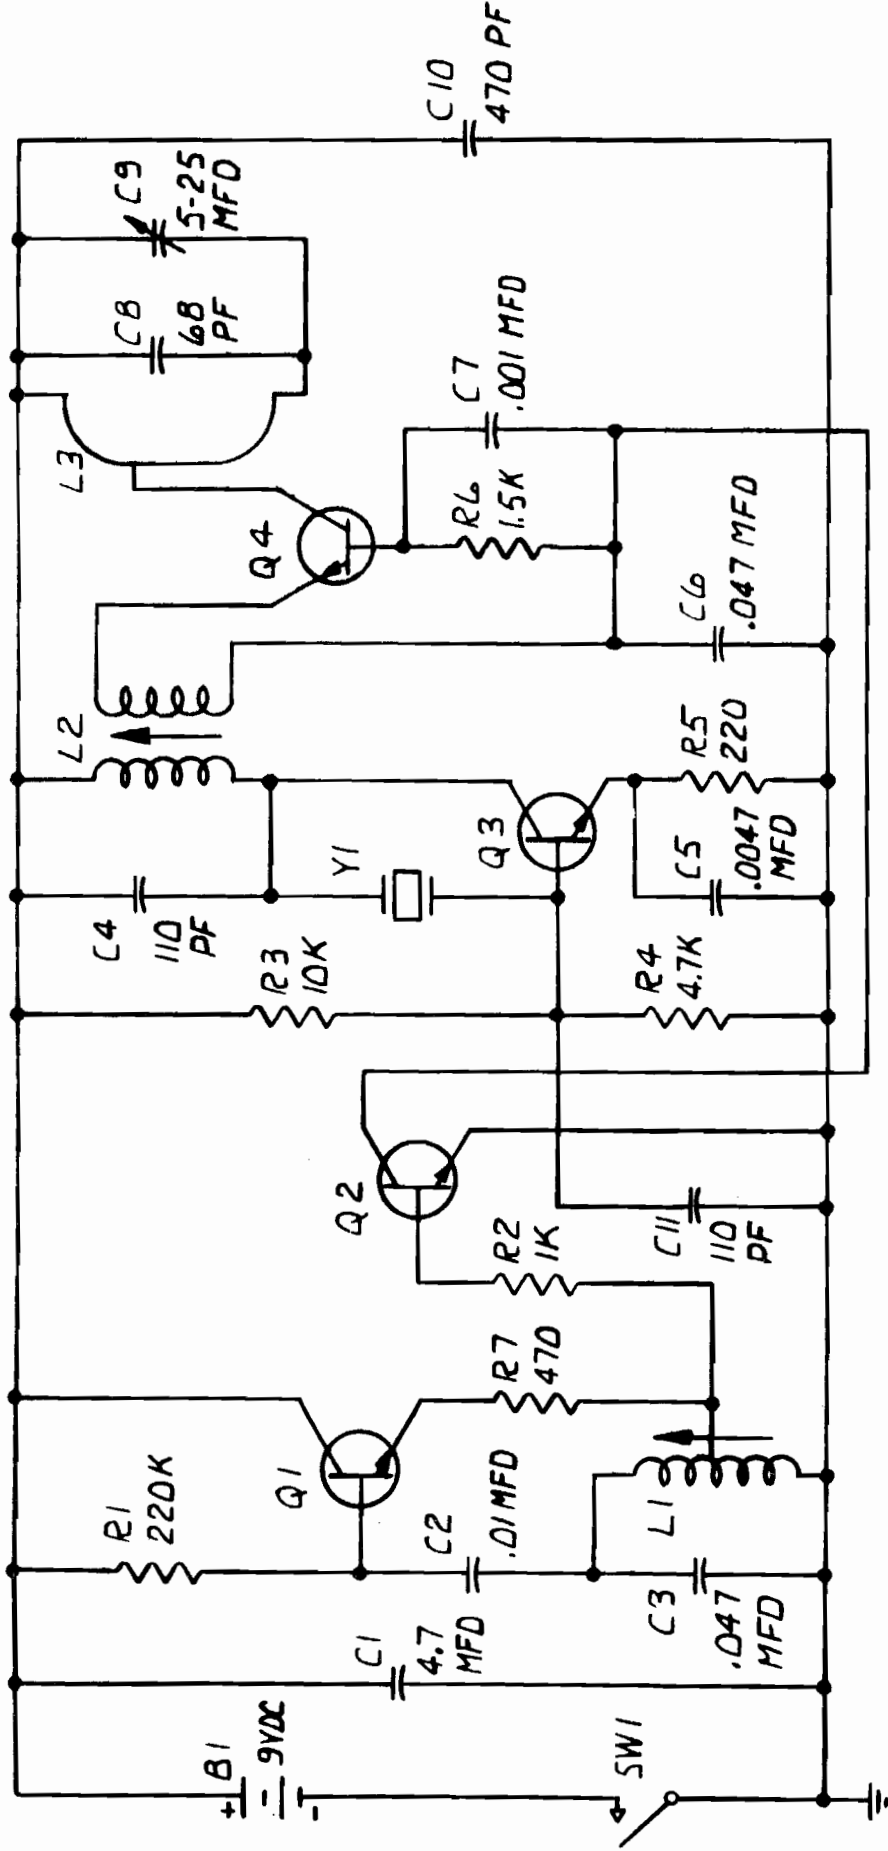 B1
+
9VDC
-
SW1
C1
4.7
MFD
R1
220K
C2
.01MFD
C3
.047
MFD
Q1
L1
R7
470
R2
1K
Q2
C11
110
PF
R3
10K
R4
4.7K
C4
110
PF
Y1
Q3
C5
.0047
MFD
R5
220
L2
C6
.047 MFD
Q4
R6
1.5K
C7
.001 MFD
L3
C8
68
PF
C9
5-25
MFD
C10
470 PF